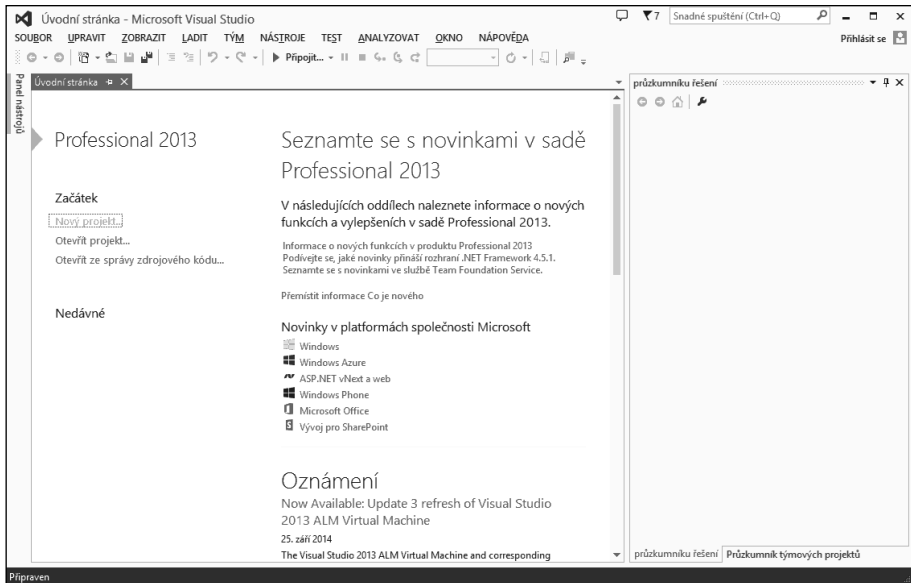 Úvodní stránka - Microsoft Visual Studio
7
Snadné spuštění (Ctrl+Q)
SOUBOR UPRAVIT ZOBRAZIT LADIT TÝM NÁSTROJE TEST ANALYZOVAT OKNO NÁPOVĚDA
Přihlásit se
Připojit...
Panel nástrojů
Úvodní stránka
Professional 2013
Začátek
Nový projekt...
Otevřít projekt...
Otevřít ze správy zdrojového kódu...
Nedávné
Seznamte se s novinkami v sadě
Professional 2013
V následujících oddílech naleznete informace o nových
funkcích a vylepšeních v sadě Professional 2013.
Informace o nových funkcích v produktu Professional 2013
Podívejte se, jaké novinky přináší rozhraní .NET Framework 4.5.1.
Seznamte se s novinkami ve službě Team Foundation Service.
Přemístit informace Co je nového
Novinky v platformách společnosti Microsoft
Windows
Windows Azure
ASP.NET vNext a web
Windows Phone
Microsoft Office
Vývoj pro SharePoint
Oznámení
Now Available: Update 3 refresh of Visual Studio
2013 ALM Virtual Machine
25. září 2014
The Visual Studio 2013 ALM Virtual Machine and corresponding
průzkumníku řešení
průzkumníku řešení Průzkumník týmových projektů
Připraven